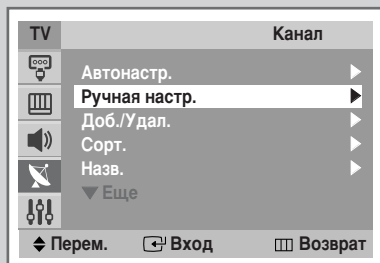 TV Канал
Автонастр.
Ручная настр.
Доб./Удал.
Сорт.
Назв.
Еще
Перем. Вход Возврат